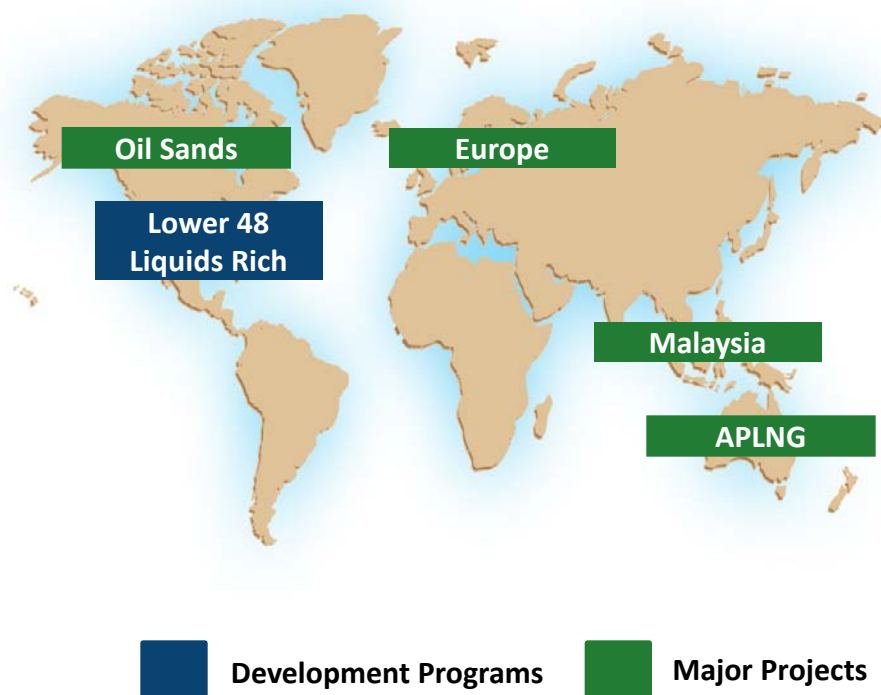 Oil Sands
Europe
Lower 48
Liquids Rich
Malaysia
APLNG
Development Programs
Major Projects